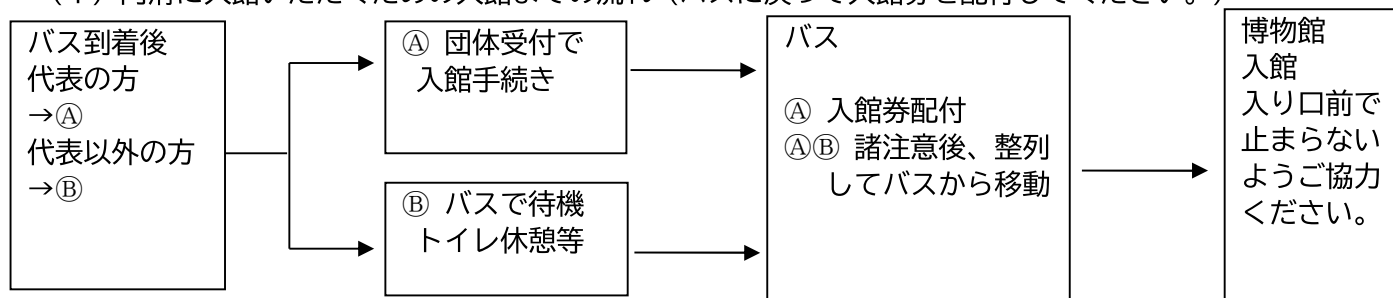 バス到着後
代表の方
→Ⓐ
代表以外の方
→Ⓑ
Ⓐ 団体受付で
入館手続き
Ⓑ バスで待機
トイレ休憩等
バス
Ⓐ 入館券配付
ⒶⒷ 諸注意後、整列
してバスから移動
博物館
入館
入り口前で
止まらない
ようご協力
ください。